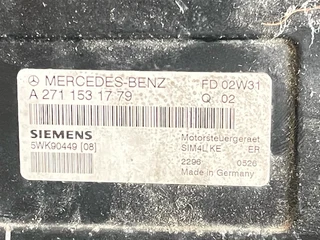 MERCEDES-BENZ FD 02W31
A 271 153 17 79 Q 02
SIEMENS Motorsteuergeraet
5WK90449 [08] SIM4LKE ER
2296 0526
Made in Germany